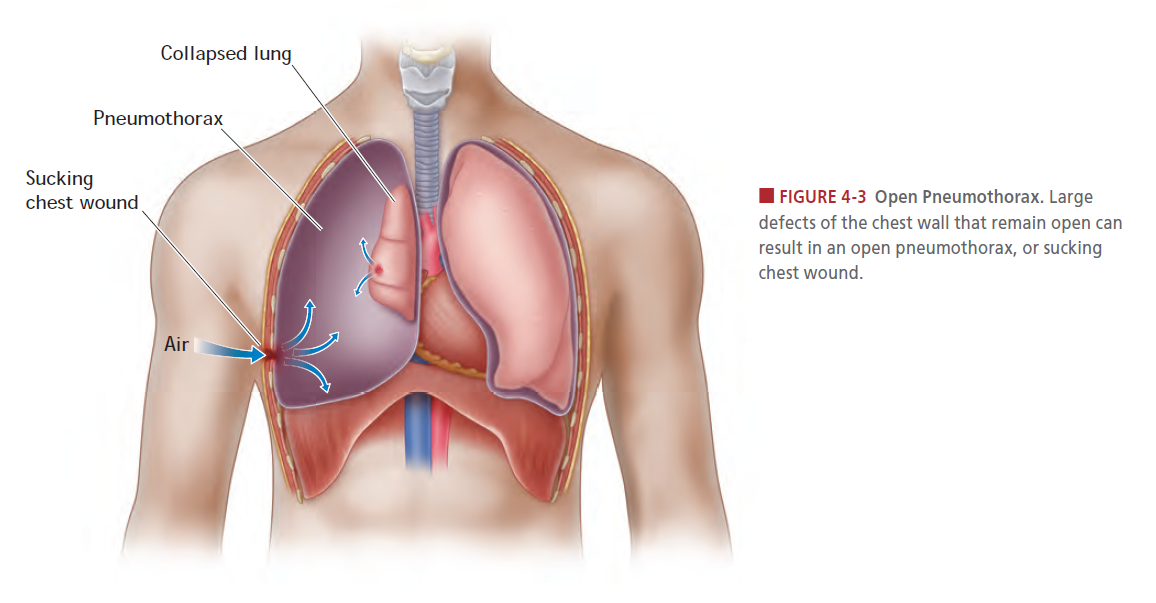 Collapsed lung
Pneumothorax
Sucking
chest wound
Air
FIGURE 4-3 Open Pneumothorax. Large
defects of the chest wall that remain open can
result in an open pneumothorax, or sucking
chest wound.